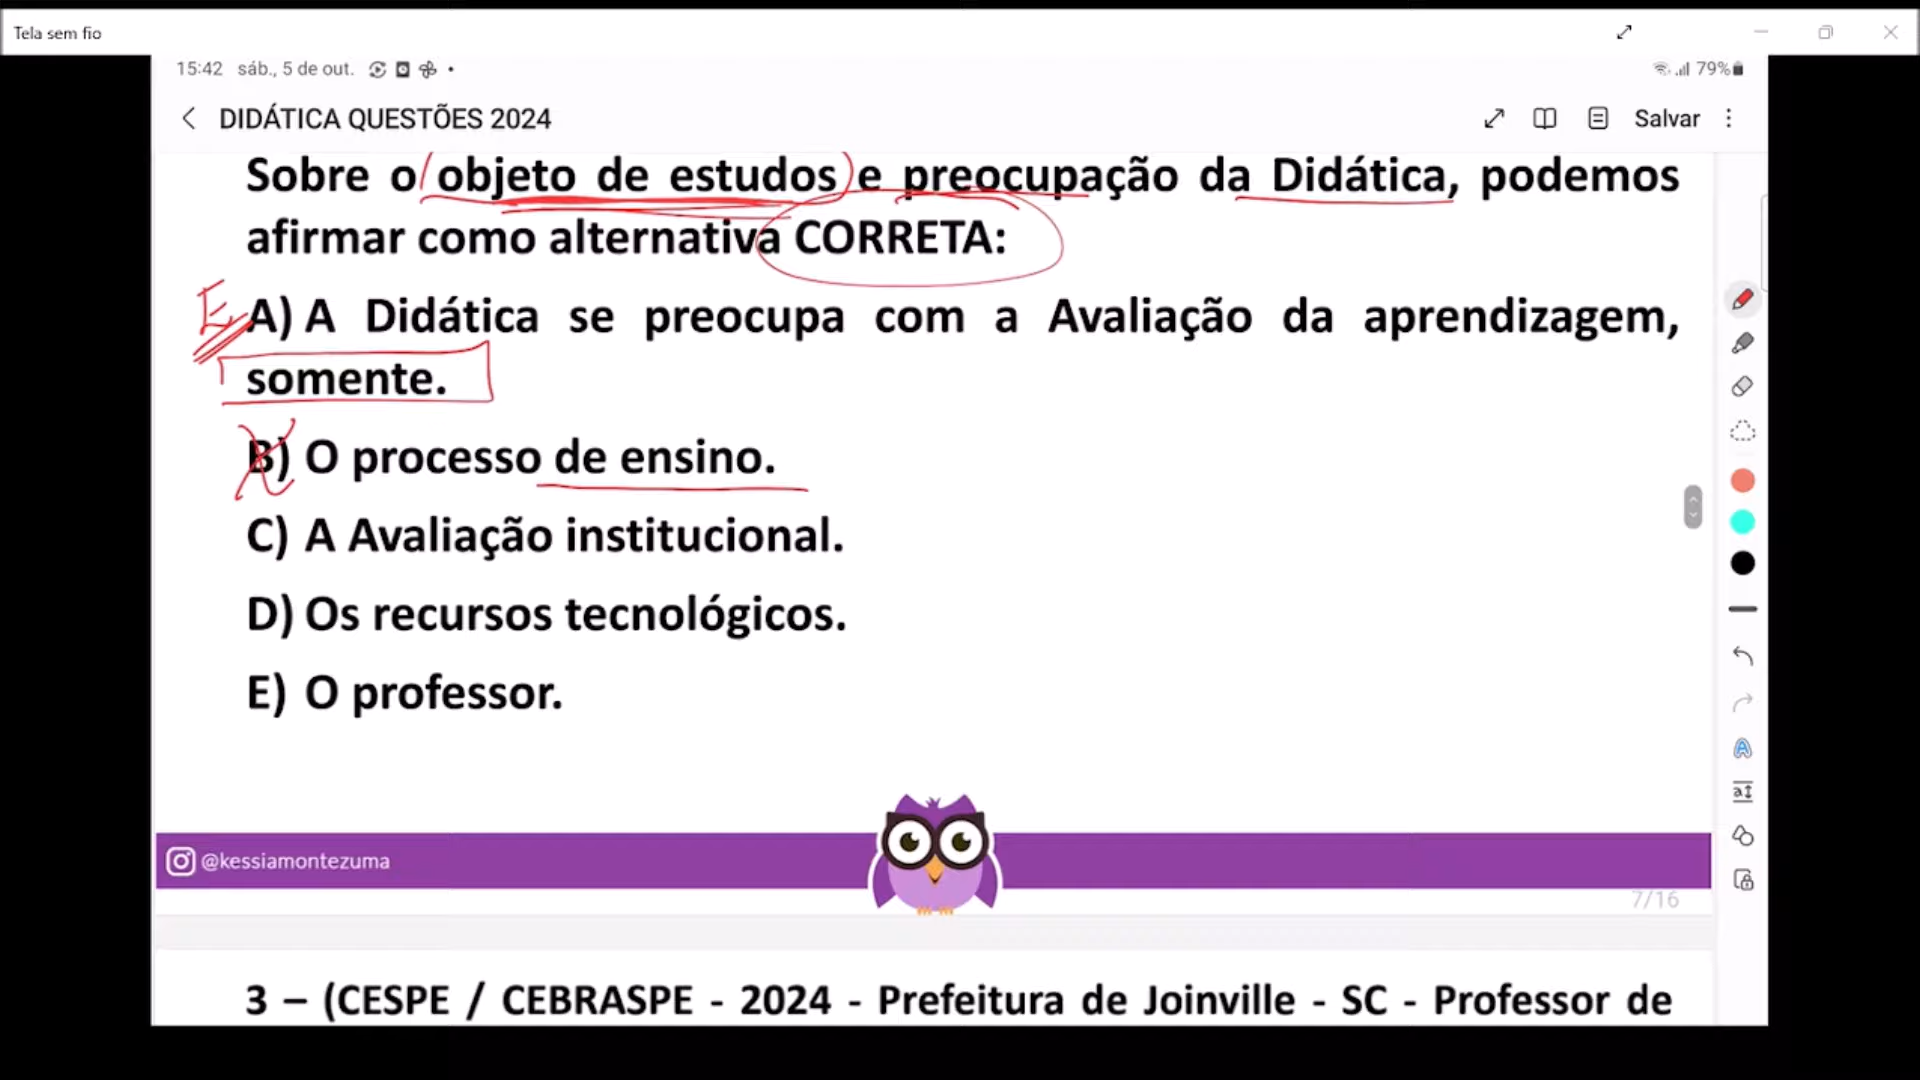 Tela sem fio
15:42 sáb., 5 de out. 79%
DIDÁTICA QUESTÕES 2024 Salvar
Sobre o objeto de estudos e preocupação da Didática, podemos
afirmar como alternativa CORRETA:
E
A) A Didática se preocupa com a Avaliação da aprendizagem,
somente.
B) O processo de ensino.
C) A Avaliação institucional.
D) Os recursos tecnológicos.
E) O professor.
@kessiamontezuma
7/16
3 – (CESPE / CEBRASPE - 2024 - Prefeitura de Joinville - SC - Professor de